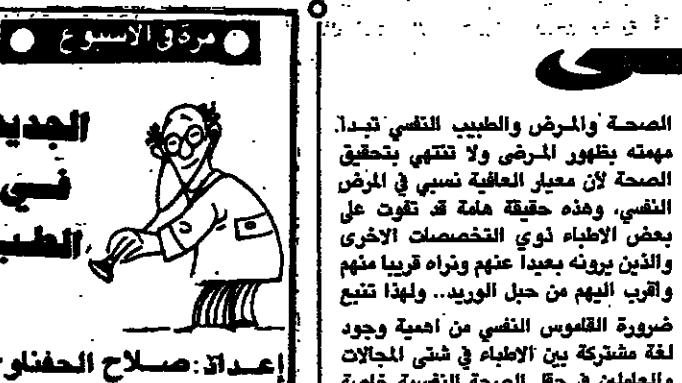 الصحة والمرض والطبيب النفسي تبدأ
مهمته بظهور المرضى ولا تنتهي بتحقيق
الصحة لأن معيار العافية نسبي في المرض
النفسي، وهذه حقيقة هامة قد تفوت على
بعض الاطباء ذوي التخصصات الاخرى
والذين يرونه بعيدا عنهم ونراه قريبا منهم
واقرب اليهم من حبل الوريد.. ولهذا تنبع
ضرورة القاموس النفسي من اهمية وجود
لغة مشتركة بين الاطباء في شتى المجالات
والعاملين في حقل الصحة النفسية خاصة
مرة في الاسبوع
الجديد
في
الطب
إعداد: صلاح الحفناو